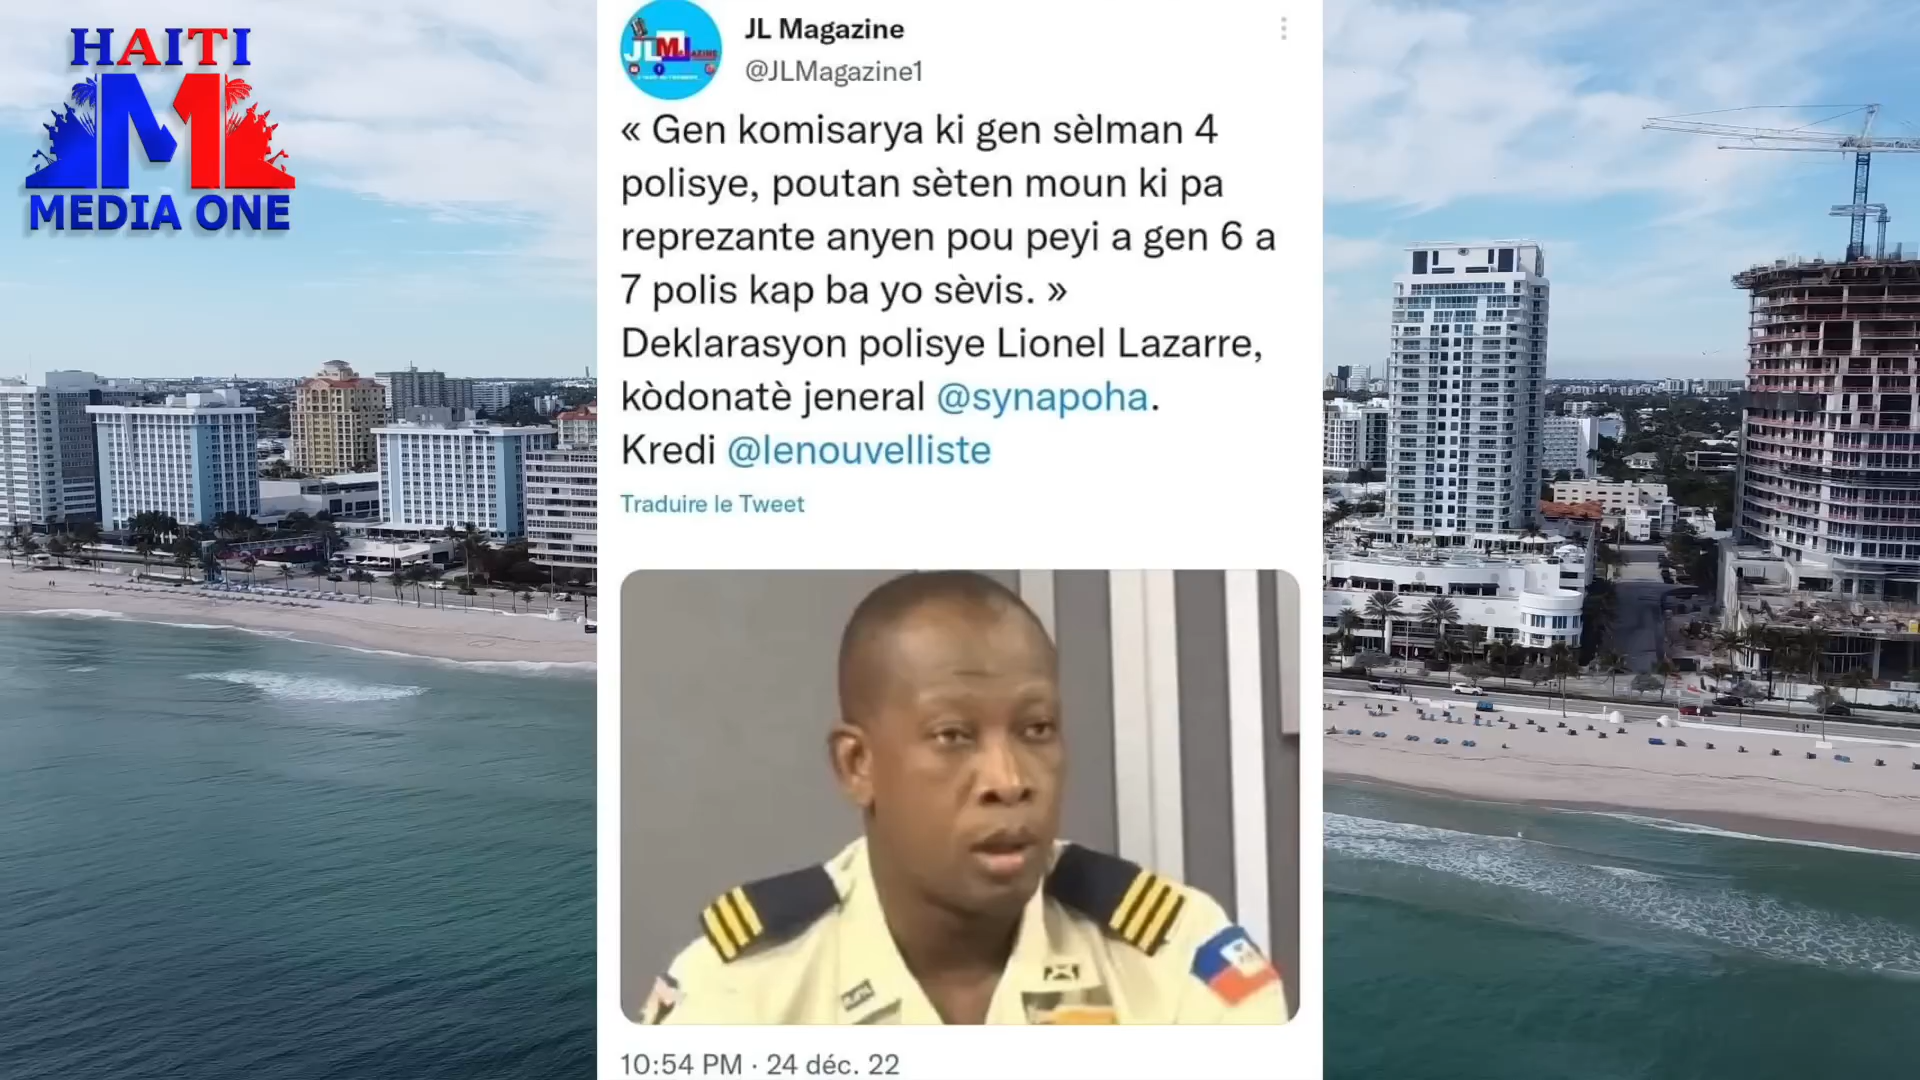 HAITI
M1
MEDIA ONE
JL Magazine
@JLMagazine1
« Gen komisarya ki gen sèlman 4
polisye, poutan sèten moun ki pa
reprezante anyen pou peyi a gen 6 a
7 polis kap ba yo sèvis. »
Deklarasyon polisye Lionel Lazarre,
kòdonatè jeneral @synapoha.
Kredi @lenouvelliste
Traduire le Tweet
10:54 PM · 24 déc. 22